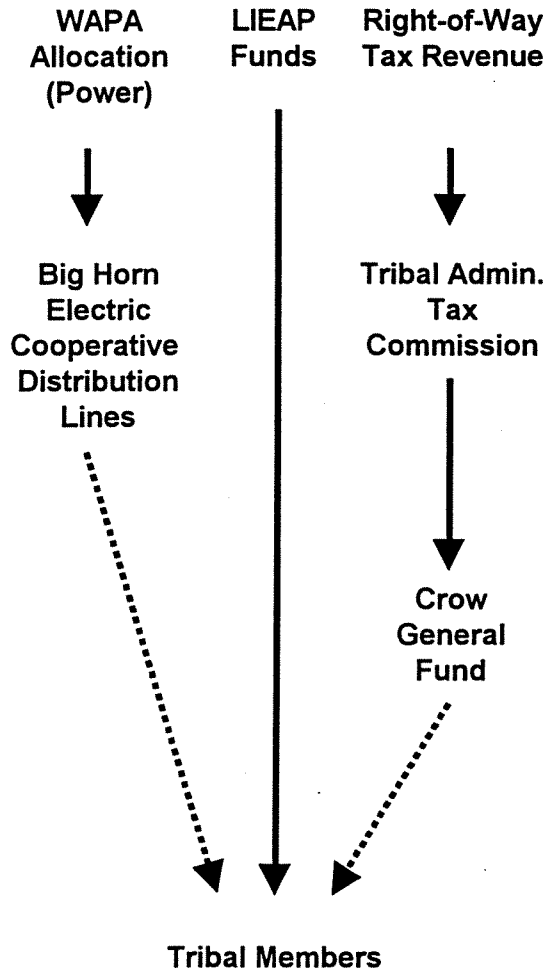 WAPA
Allocation
(Power)
LIEAP
Funds
Right-of-Way
Tax Revenue
Big Horn
Electric
Cooperative
Distribution
Lines
Tribal Admin.
Tax
Commission
Crow
General
Fund
Tribal Members